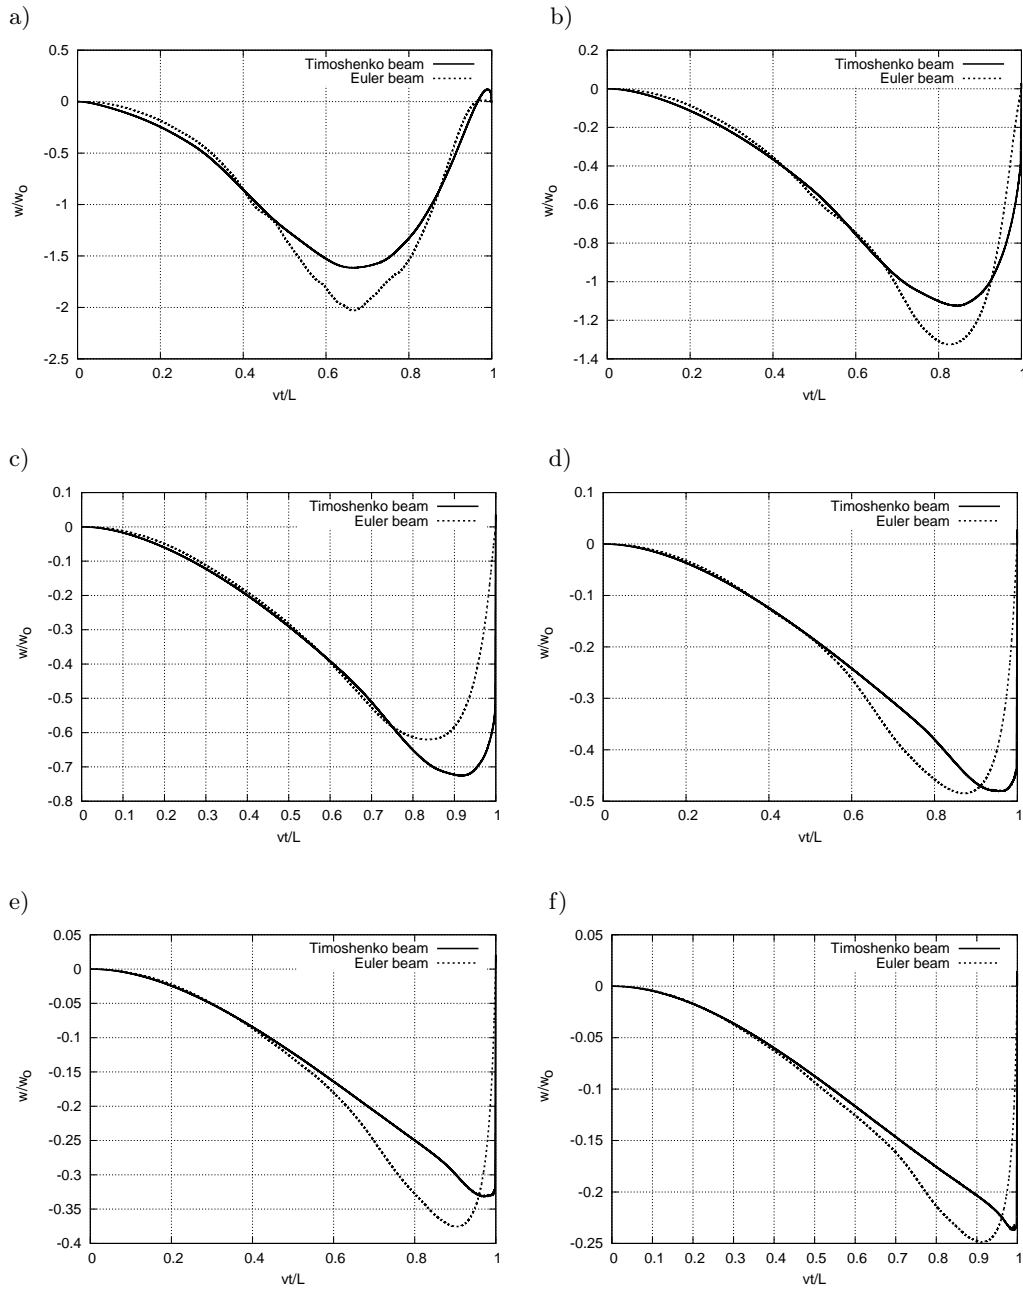 a)
0.5
0
-0.5
-1
-1.5
-2
-2.5
w/w₀
Timoshenko beam
Euler beam
0 0.2 0.4 0.6 0.8 1
vt/L
b)
0.2
0
-0.2
-0.4
-0.6
-0.8
-1
-1.2
-1.4
w/w₀
Timoshenko beam
Euler beam
0 0.2 0.4 0.6 0.8 1
vt/L
c)
0.1
0
-0.1
-0.2
-0.3
-0.4
-0.5
-0.6
-0.7
-0.8
w/w₀
Timoshenko beam
Euler beam
0 0.1 0.2 0.3 0.4 0.5 0.6 0.7 0.8 0.9 1
vt/L
d)
0.1
0
-0.1
-0.2
-0.3
-0.4
-0.5
w/w₀
Timoshenko beam
Euler beam
0 0.2 0.4 0.6 0.8 1
vt/L
e)
0.05
0
-0.05
-0.1
-0.15
-0.2
-0.25
-0.3
-0.35
-0.4
w/w₀
Timoshenko beam
Euler beam
0 0.2 0.4 0.6 0.8 1
vt/L
f)
0.05
0
-0.05
-0.1
-0.15
-0.2
-0.25
w/w₀
Timoshenko beam
Euler beam
0 0.1 0.2 0.3 0.4 0.5 0.6 0.7 0.8 0.9 1
vt/L